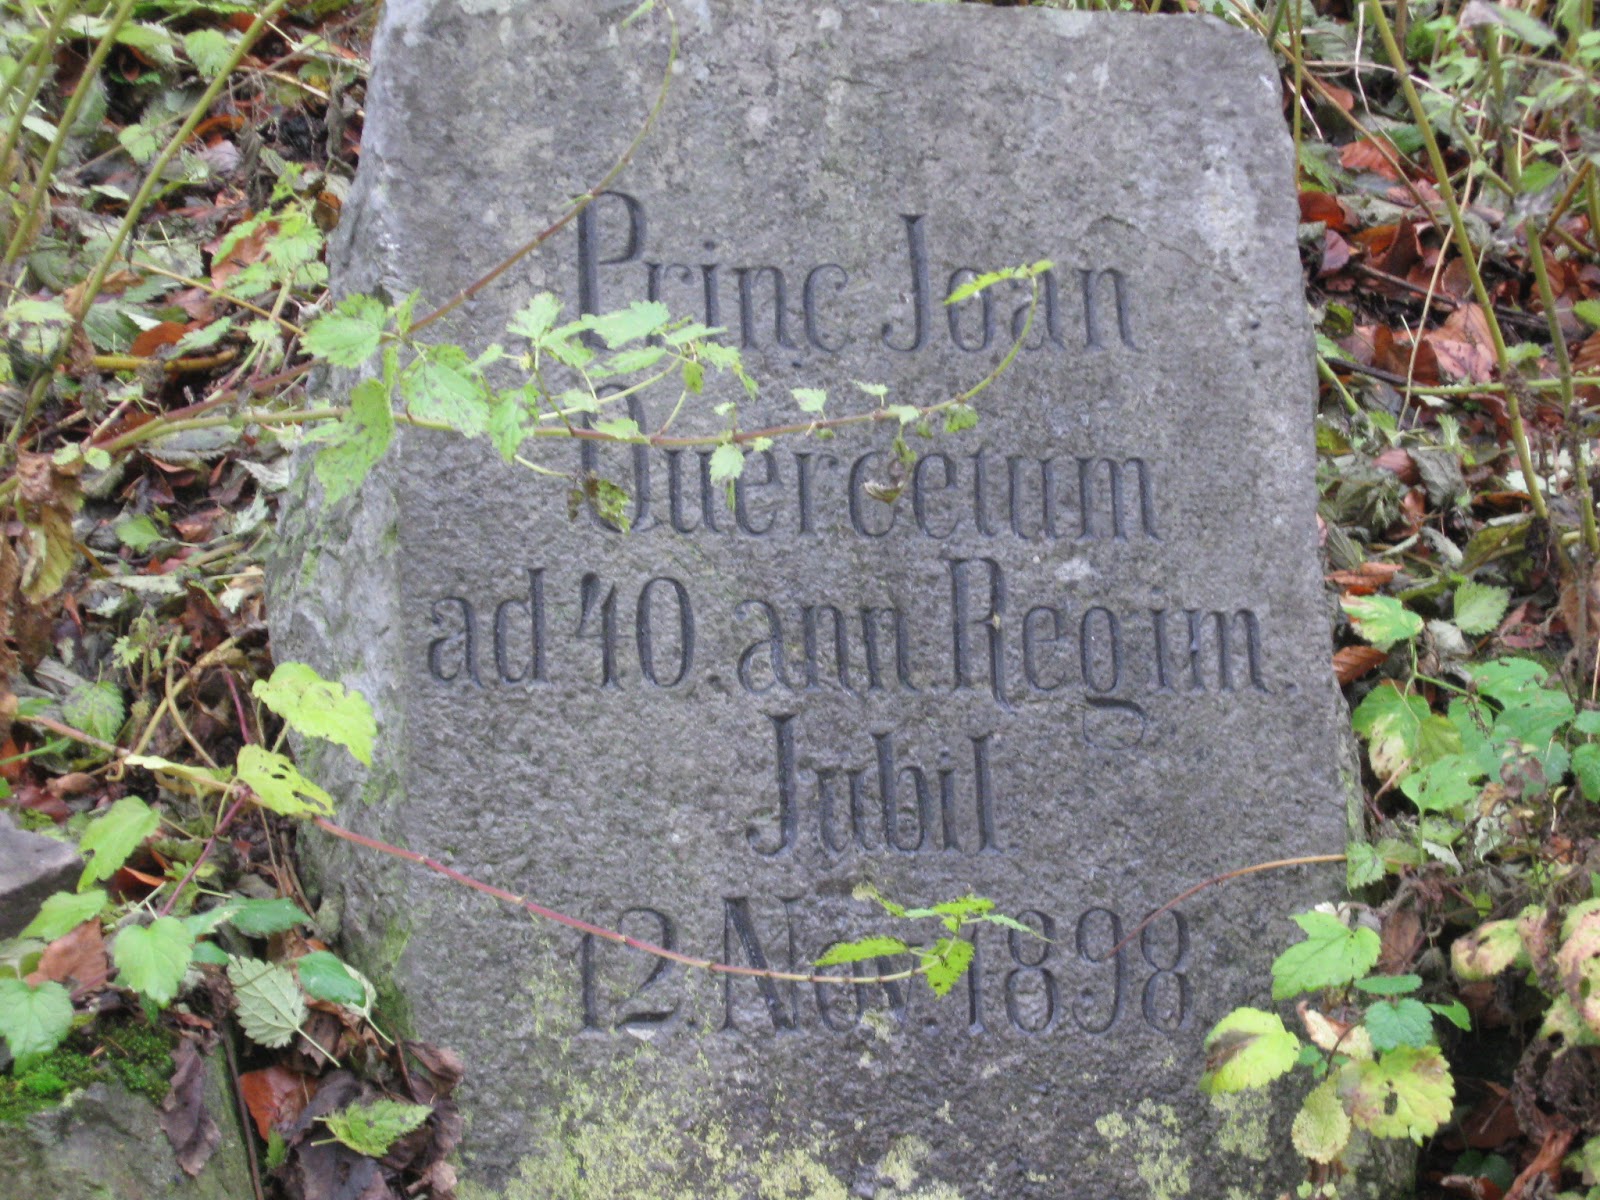 Princ Joan
Quercetum
ad 40. ann. Regim.
Jubil.
12. Nov. 1898